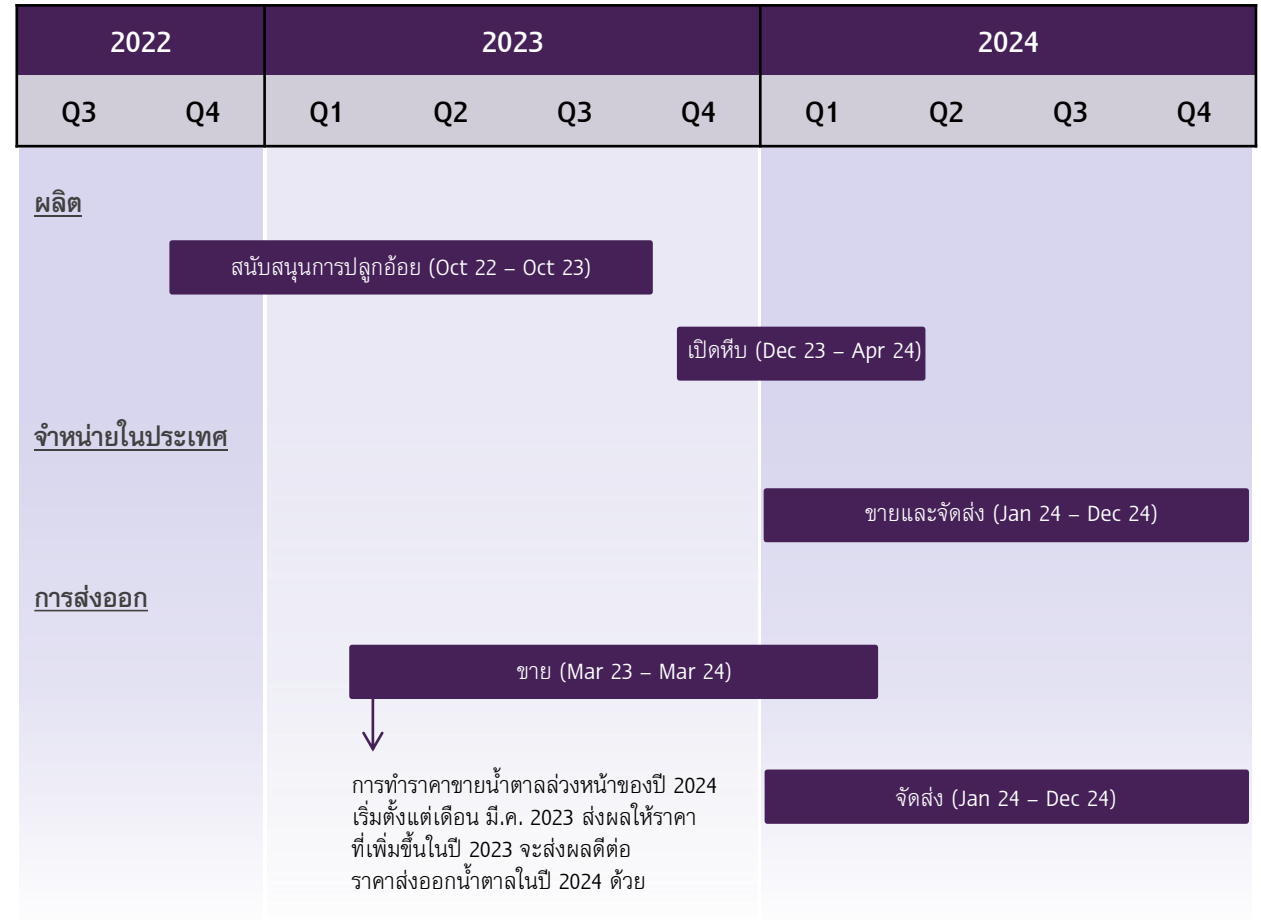 2022 2023 2024
Q3 Q4 Q1 Q2 Q3 Q4 Q1 Q2 Q3 Q4
ผลิต
สนับสนุนการปลูกอ้อย (Oct 22 – Oct 23)
เปิดหีบ (Dec 23 – Apr 24)
จำหน่ายในประเทศ
ขายและจัดส่ง (Jan 24 – Dec 24)
การส่งออก
ขาย (Mar 23 – Mar 24)
การทำราคาขายน้ำตาลล่วงหน้าของปี 2024
เริ่มตั้งแต่เดือน มี.ค. 2023 ส่งผลให้ราคา
ที่เพิ่มขึ้นในปี 2023 จะส่งผลดีต่อ
ราคาส่งออกน้ำตาลในปี 2024 ด้วย
จัดส่ง (Jan 24 – Dec 24)